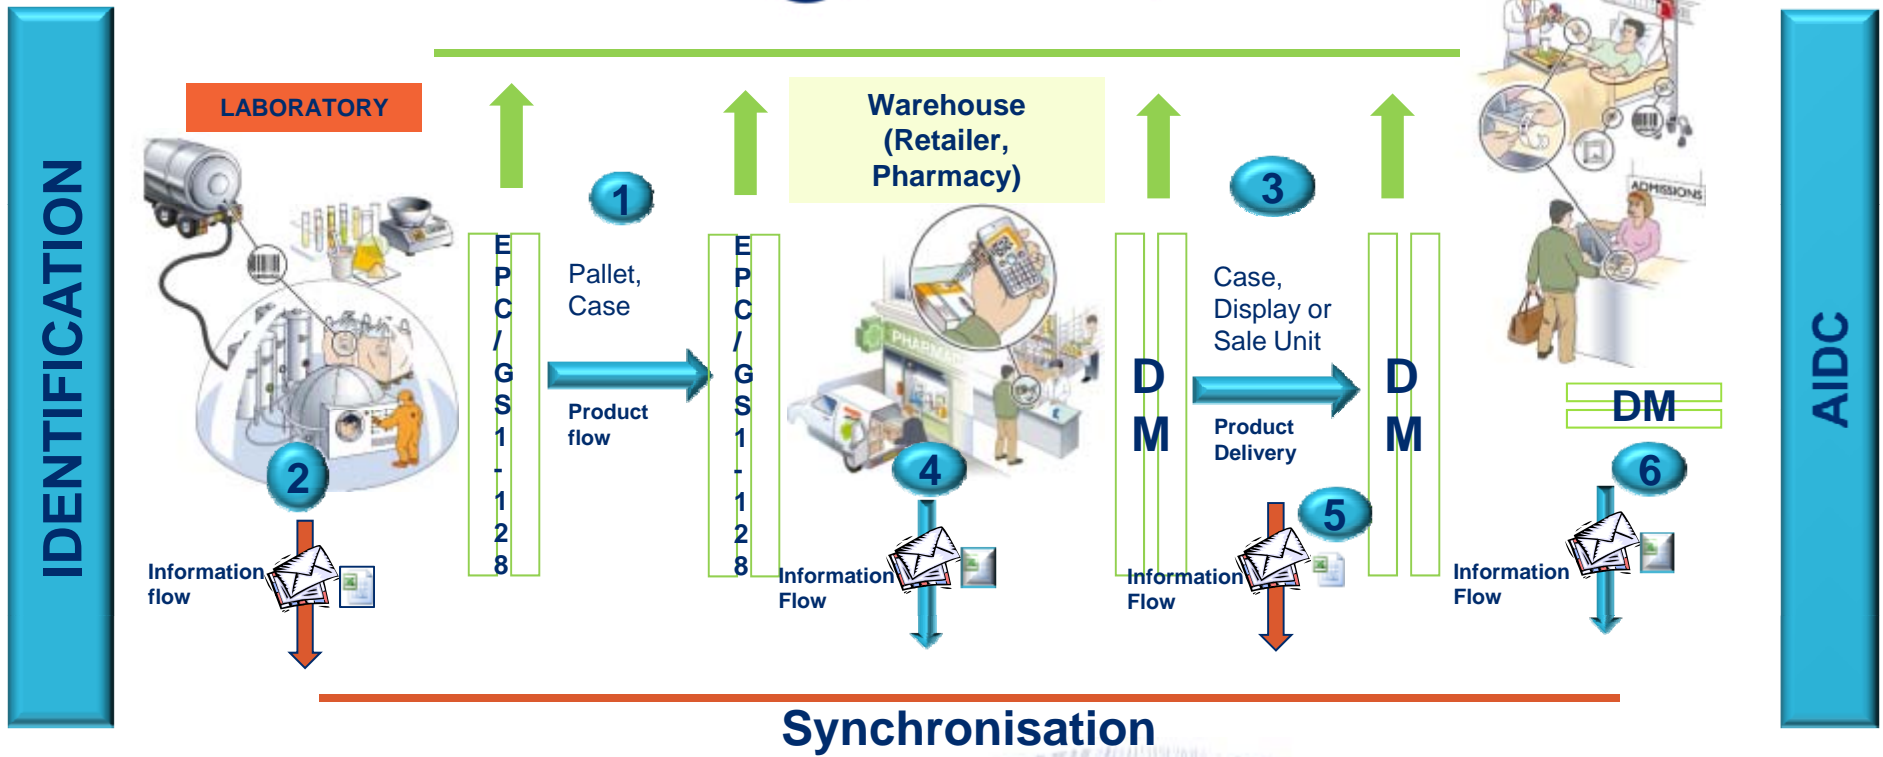 IDENTIFICATION
LABORATORY
2
Information
flow
EPC/GS1-128
1
Pallet,
Case
Product
flow
EPC/GS1-128
Warehouse
(Retailer,
Pharmacy)
4
Information
Flow
DM
3
Case,
Display or
Sale Unit
Product
Delivery
5
Information
Flow
DM
ADMISSIONS
DM
6
Information
Flow
AIDC
Synchronisation